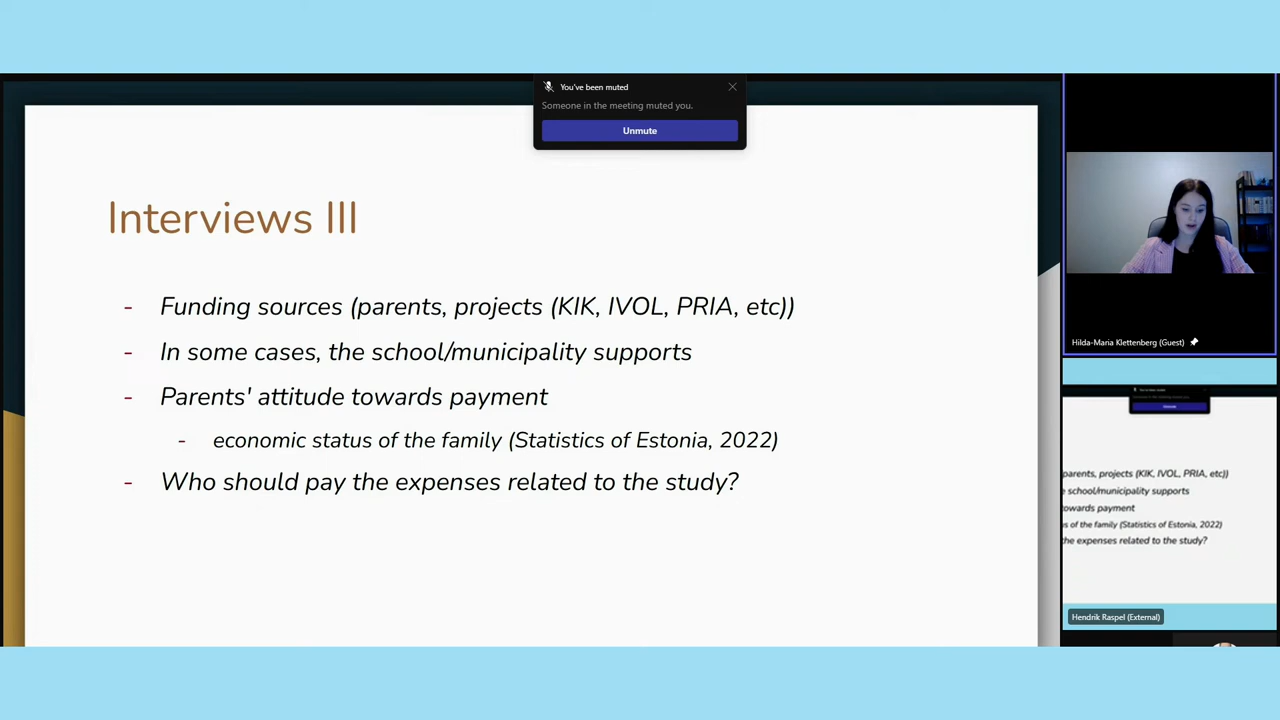 You've been muted
Someone in the meeting muted you.
Unmute
Interviews III
- Funding sources (parents, projects (KIK, IVOL, PRIA, etc))
- In some cases, the school/municipality supports
- Parents' attitude towards payment
- economic status of the family (Statistics of Estonia, 2022)
- Who should pay the expenses related to the study?
Hilda-Maria Klettenberg (Guest)
parents, projects (KIK, IVOL, PRIA, etc))
school/municipality supports
owards payment
s of the family (Statistics of Estonia, 2022)
he expenses related to the study?
Hendrik Raspel (External)